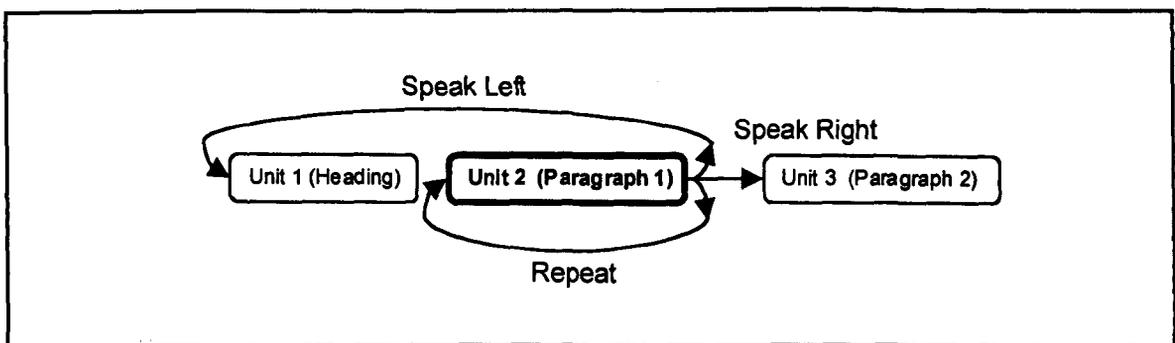 Speak Left
Speak Right
Unit 1 (Heading)
Unit 2 (Paragraph 1)
Unit 3 (Paragraph 2)
Repeat